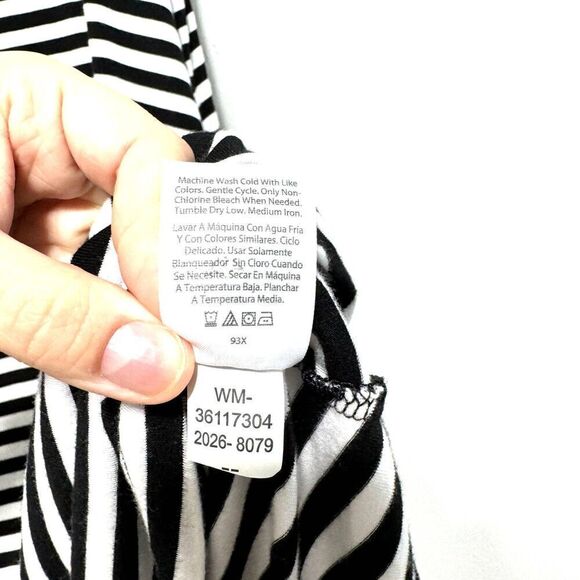 Machine Wash Cold With Like
Colors. Gentle Cycle. Only Non-
Chlorine Bleach When Needed.
Tumble Dry Low. Medium Iron.
Lavar A Máquina Con Agua Fría
Y Con Colores Similares. Ciclo
Delicado. Usar Solamente
Blanqueador Sin Cloro Cuando
Se Necesite. Secar En Máquina
A Temperatura Baja. Planchar
A Temperatura Media.
93X
WM-
36117304
2026- 8079